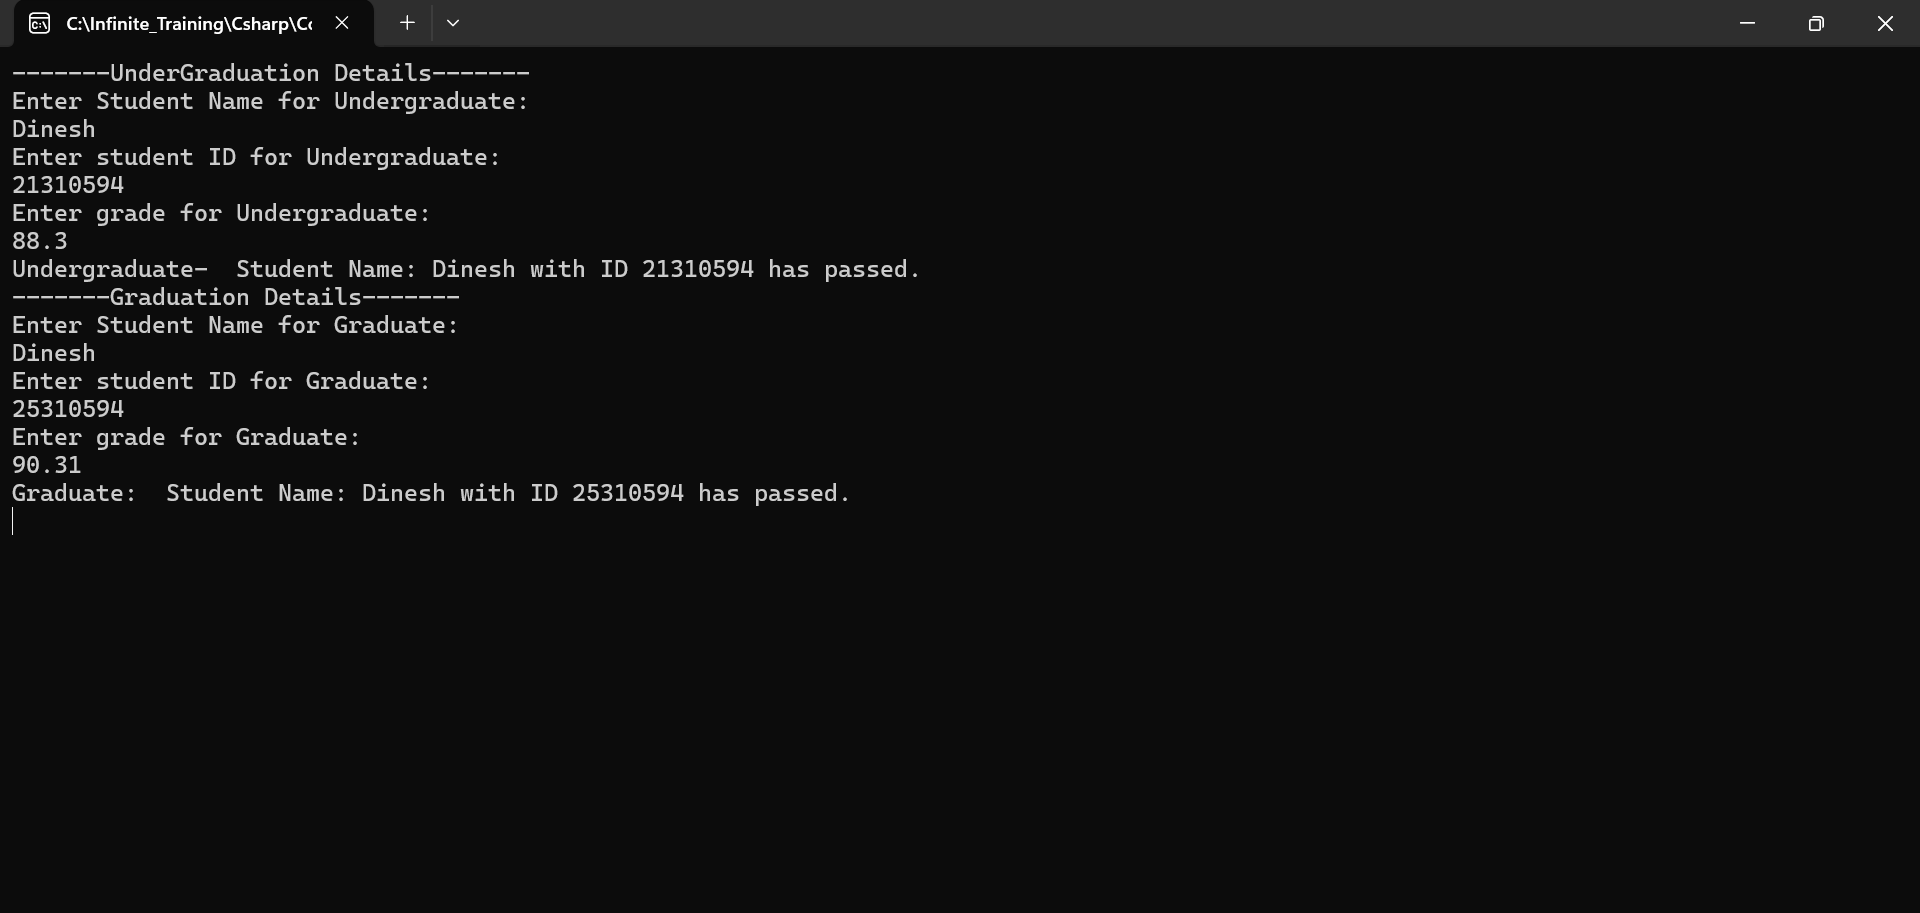 C:\Infinite_Training\Csharp\Co
-------UnderGraduation Details-------
Enter Student Name for Undergraduate:
Dinesh
Enter student ID for Undergraduate:
21310594
Enter grade for Undergraduate:
88.3
Undergraduate-  Student Name: Dinesh with ID 21310594 has passed.
-------Graduation Details-------
Enter Student Name for Graduate:
Dinesh
Enter student ID for Graduate:
25310594
Enter grade for Graduate:
90.31
Graduate:  Student Name: Dinesh with ID 25310594 has passed.